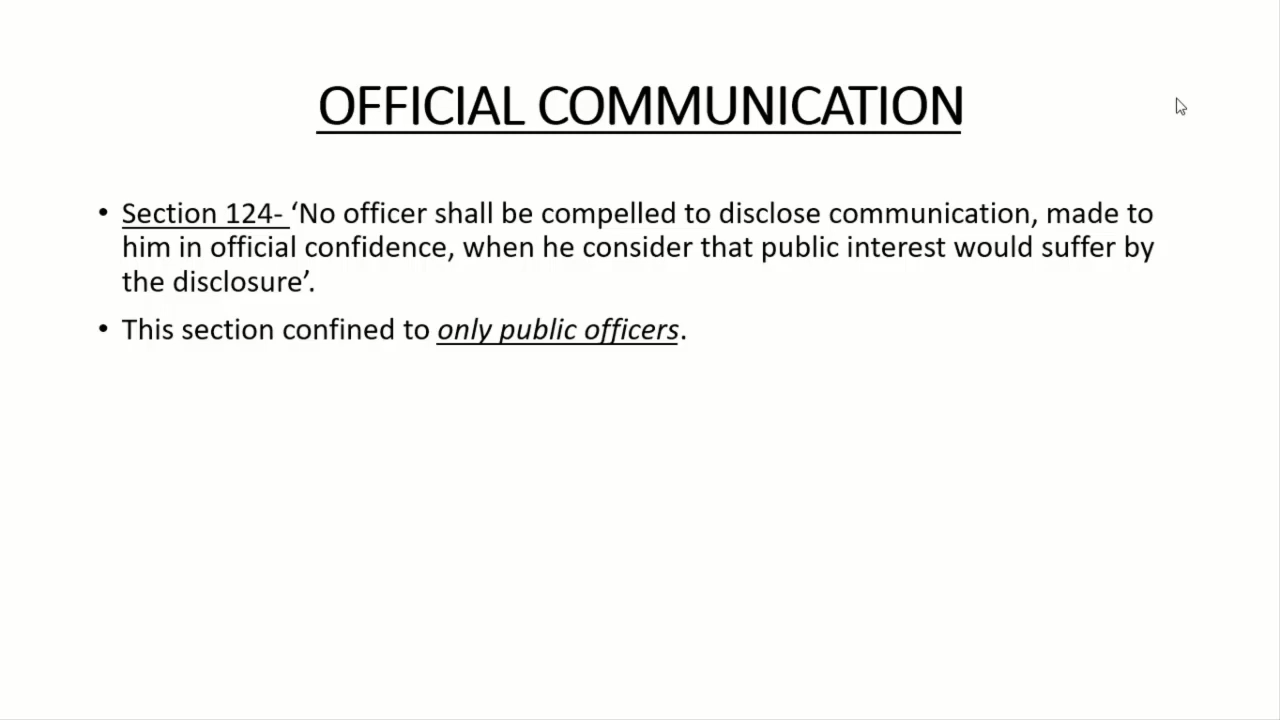 OFFICIAL COMMUNICATION
• Section 124- ‘No officer shall be compelled to disclose communication, made to
him in official confidence, when he consider that public interest would suffer by
the disclosure’.
• This section confined to only public officers.